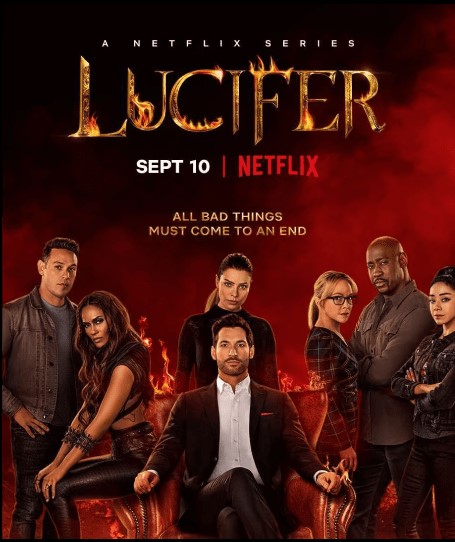 A NETFLIX SERIES
LUCIFER
SEPT 10 | NETFLIX
ALL BAD THINGS
MUST COME TO AN END